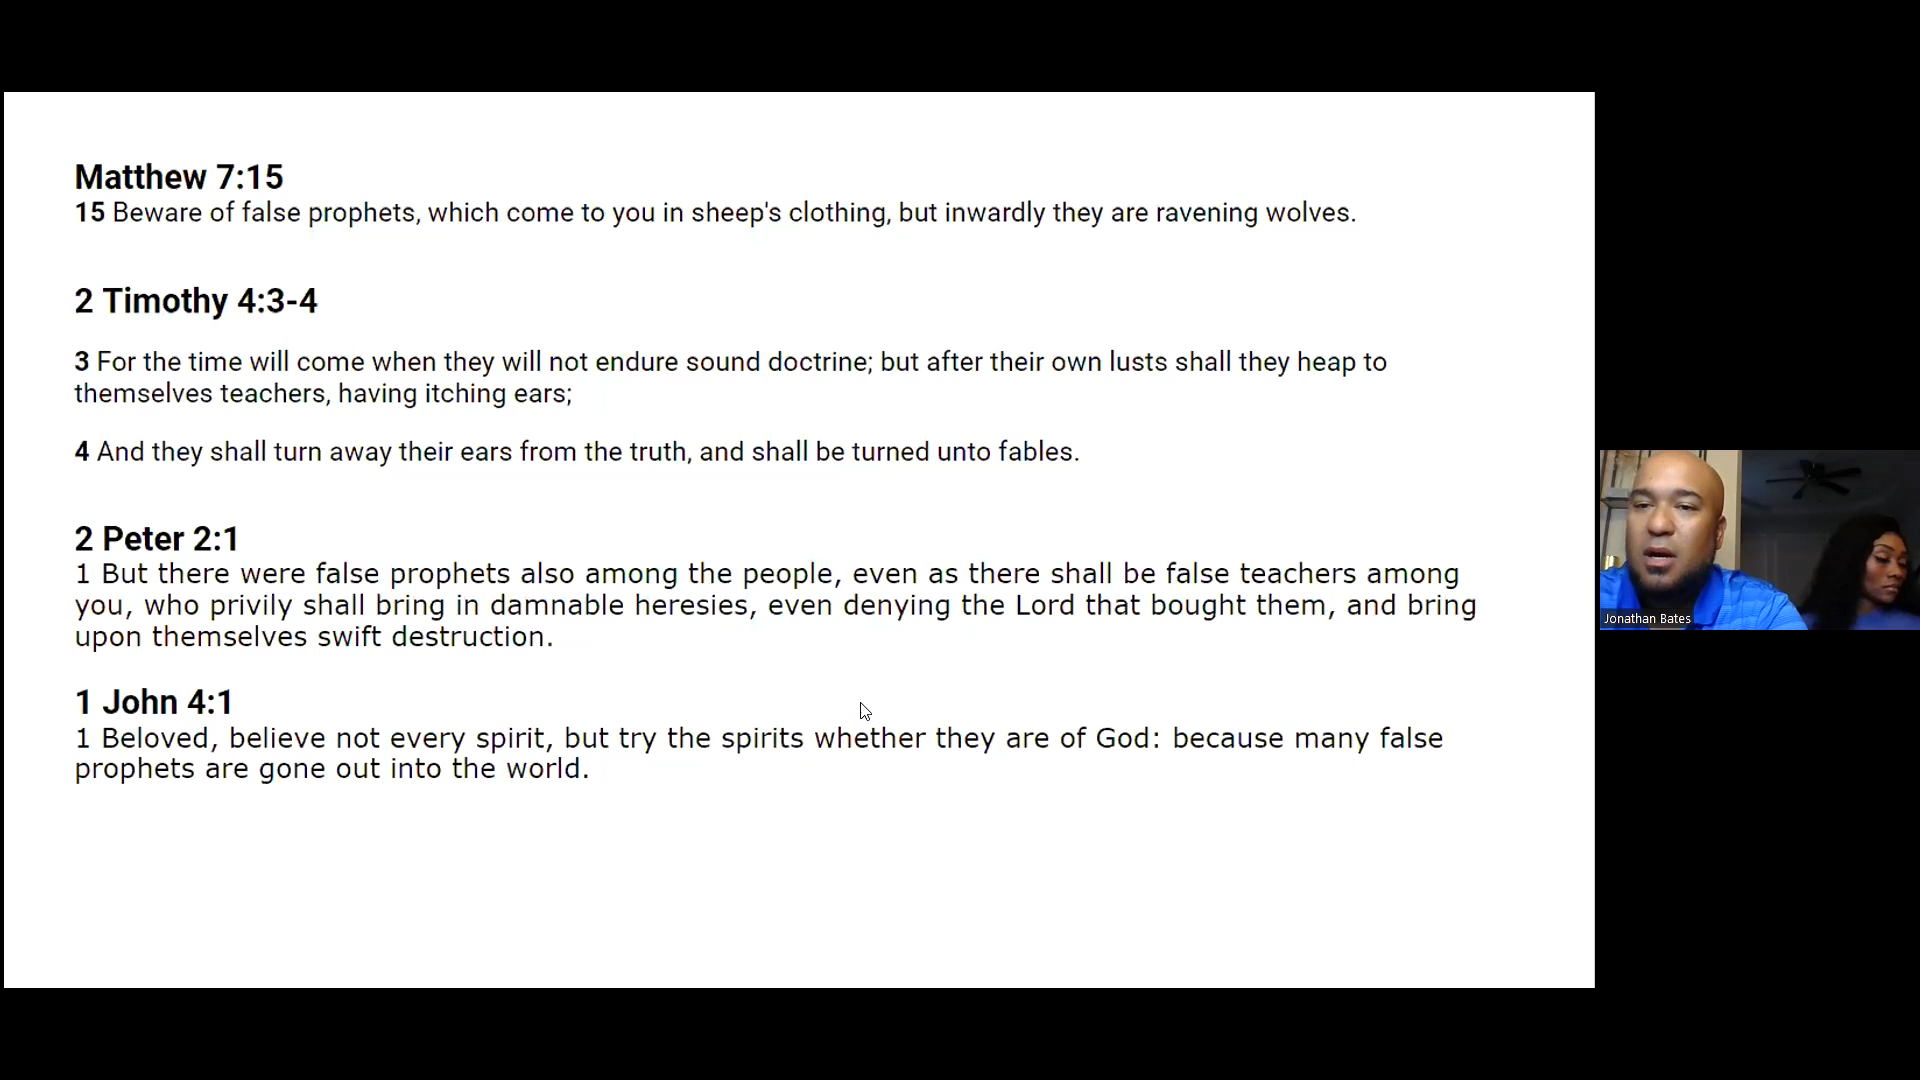 Matthew 7:15
15 Beware of false prophets, which come to you in sheep's clothing, but inwardly they are ravening wolves.
2 Timothy 4:3-4
3 For the time will come when they will not endure sound doctrine; but after their own lusts shall they heap to
themselves teachers, having itching ears;
4 And they shall turn away their ears from the truth, and shall be turned unto fables.
2 Peter 2:1
1 But there were false prophets also among the people, even as there shall be false teachers among
you, who privily shall bring in damnable heresies, even denying the Lord that bought them, and bring
upon themselves swift destruction.
1 John 4:1
1 Beloved, believe not every spirit, but try the spirits whether they are of God: because many false
prophets are gone out into the world.
Jonathan Bates